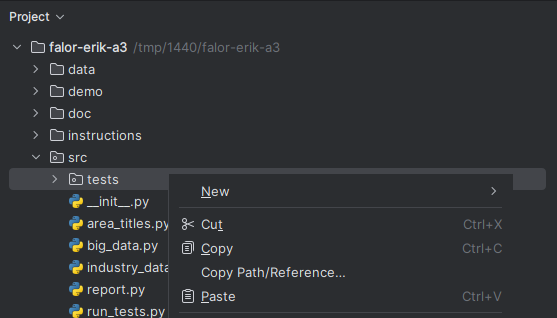 Project
falor-erik-a3 /tmp/1440/falor-erik-a3
data
demo
doc
instructions
src
tests
New
__init__.py
area_titles.py
Cut Ctrl+X
big_data.py
Copy Ctrl+C
industry_data
Copy Path/Reference...
report.py
Paste Ctrl+V
run_tests.py